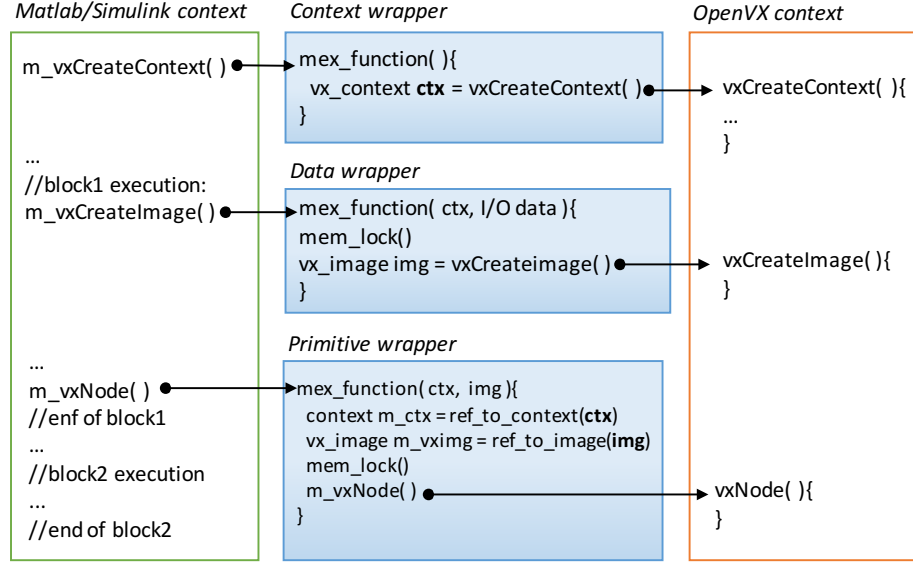 Matlab/Simulink context
m_vxCreateContext( )
...
//block1 execution:
m_vxCreateImage( )
...
m_vxNode( )
//enf of block1
...
//block2 execution
...
//end of block2
Context wrapper
mex_function( ){
vx_context ctx = vxCreateContext( )
}
Data wrapper
mex_function( ctx, I/O data ){
mem_lock()
vx_image img = vxCreateimage( )
}
Primitive wrapper
mex_function( ctx, img ){
context m_ctx = ref_to_context(ctx)
vx_image m_vximg = ref_to_image(img)
mem_lock()
m_vxNode( )
}
OpenVX context
vxCreateContext( ){
...
}
vxCreateImage( ){
}
vxNode( ){
}